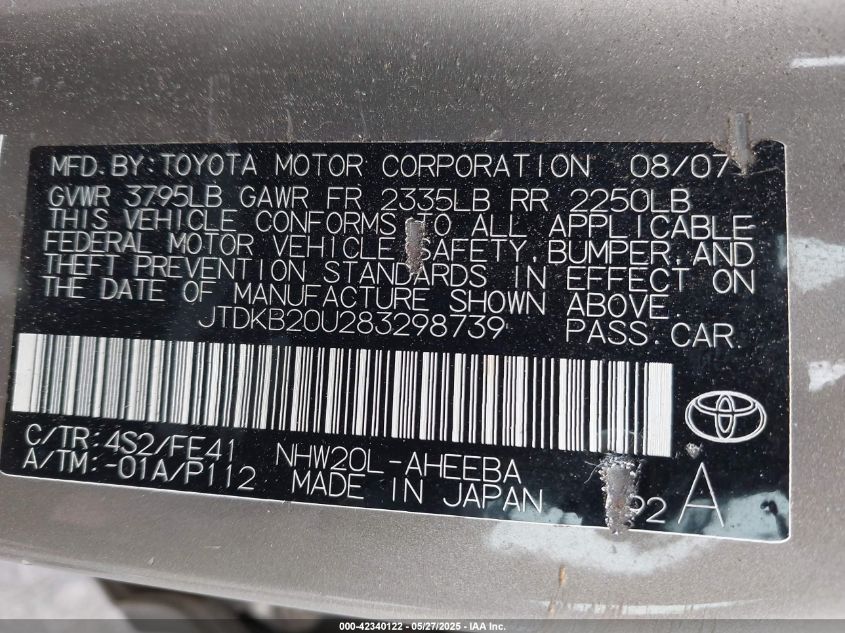 MFD. BY: TOYOTA MOTOR CORPORATION 08/07
GVWR 3795LB GAWR FR 2335LB RR 2250LB
THIS VEHICLE CONFORMS TO ALL APPLICABLE
FEDERAL MOTOR VEHICLE SAFETY, BUMPER, AND
THEFT PREVENTION STANDARDS IN EFFECT ON
THE DATE OF MANUFACTURE SHOWN ABOVE.
JTDKB20U283298739 PASS. CAR
C/TR: 4S2/FE41 NHW20L-AHEEBA
A/TM: -01A/P112 MADE IN JAPAN 92 A
000-42340122 — 05/27/2025 — IAA Inc.